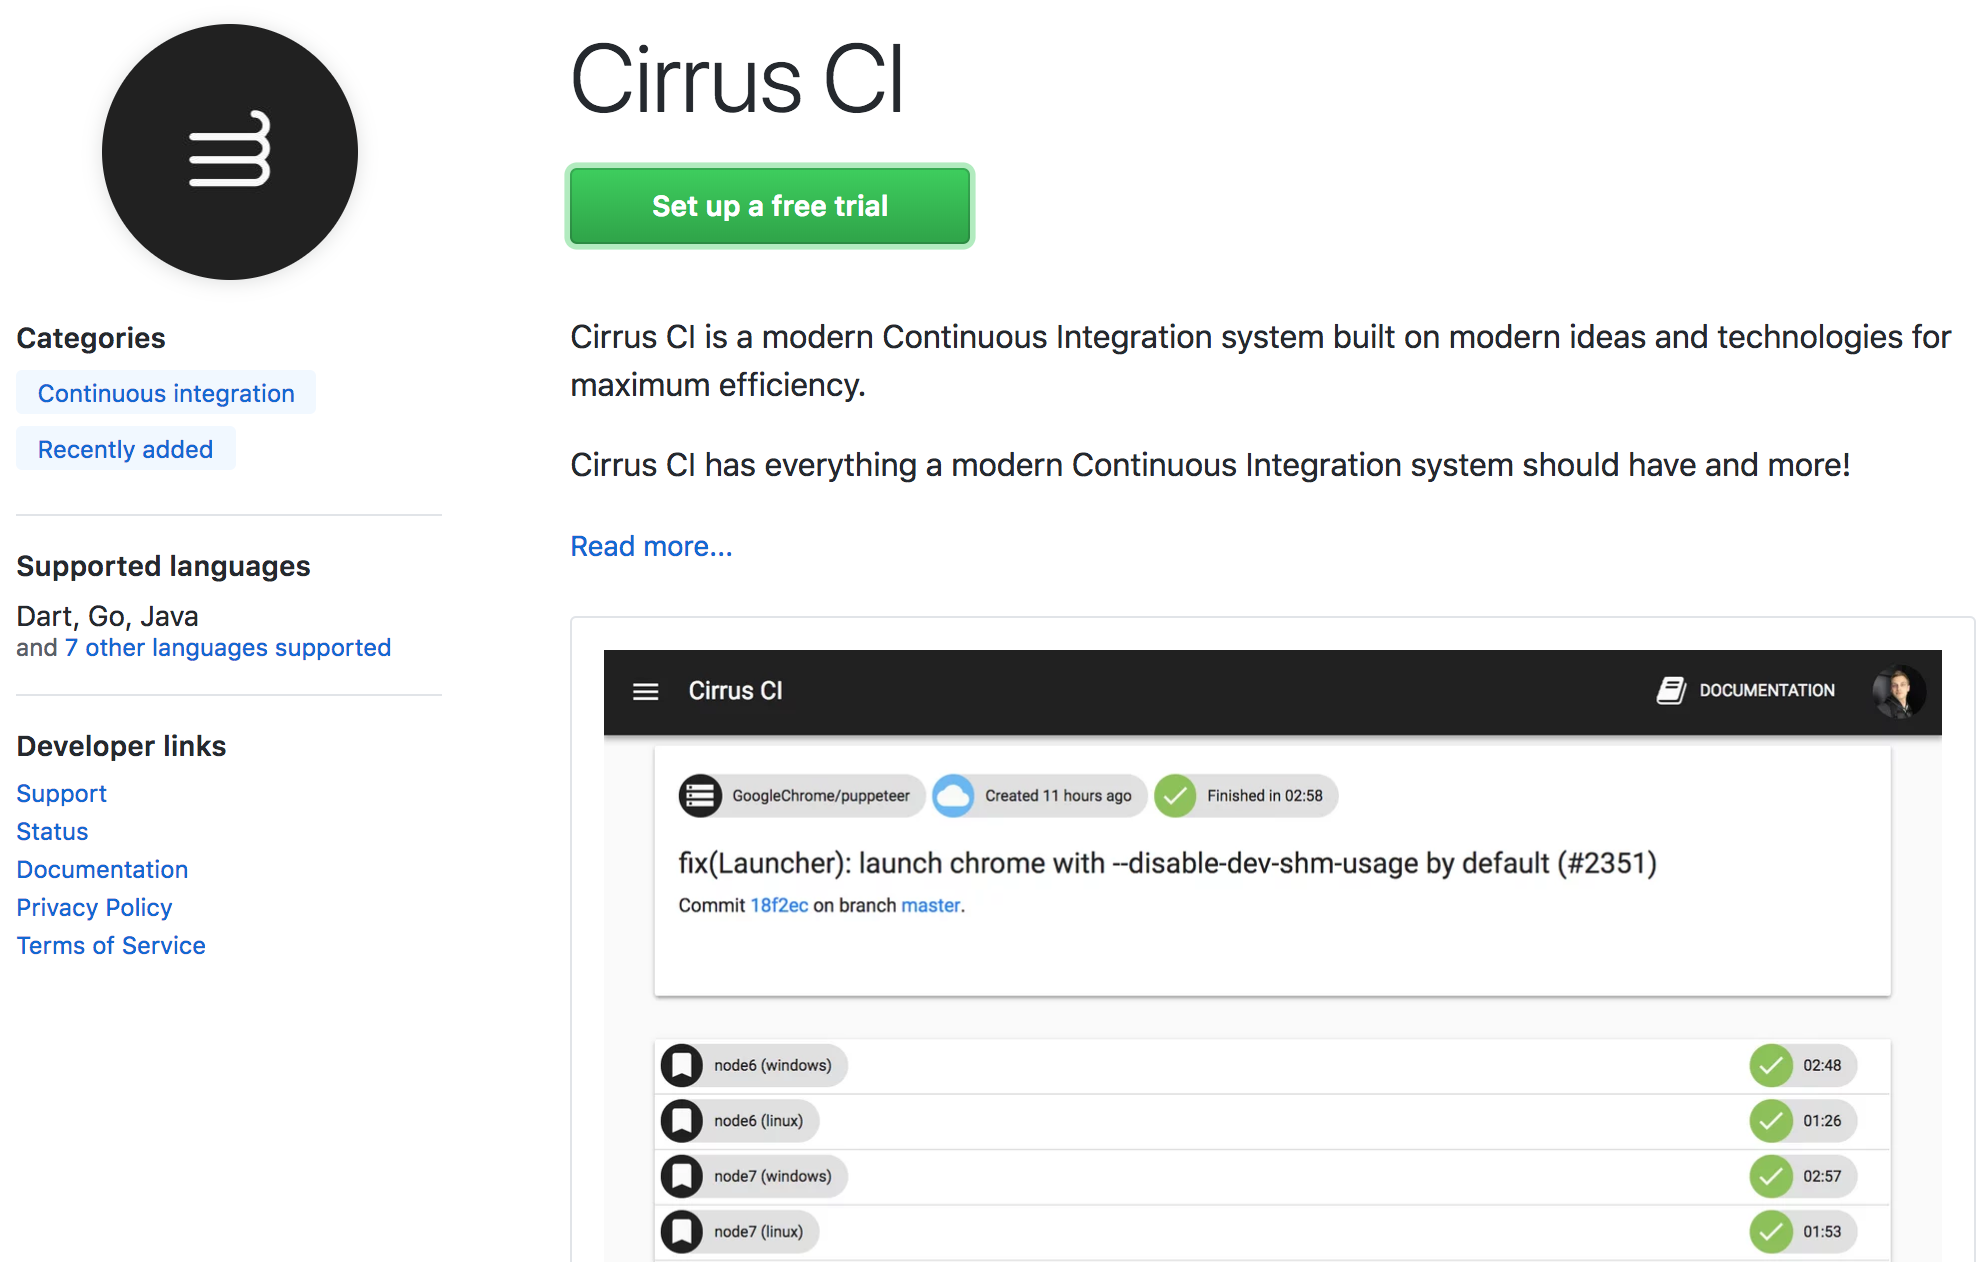 Cirrus CI
Set up a free trial
Categories
Continuous integration
Recently added
Supported languages
Dart, Go, Java
and 7 other languages supported
Developer links
Support
Status
Documentation
Privacy Policy
Terms of Service
Cirrus CI is a modern Continuous Integration system built on modern ideas and technologies for
maximum efficiency.
Cirrus CI has everything a modern Continuous Integration system should have and more!
Read more...
Cirrus CI
DOCUMENTATION
GoogleChrome/puppeteer
Created 11 hours ago
Finished in 02:58
fix(Launcher): launch chrome with --disable-dev-shm-usage by default (#2351)
Commit 18f2ec on branch master.
node6 (windows) 02:48
node6 (linux) 01:26
node7 (windows) 02:57
node7 (linux) 01:53